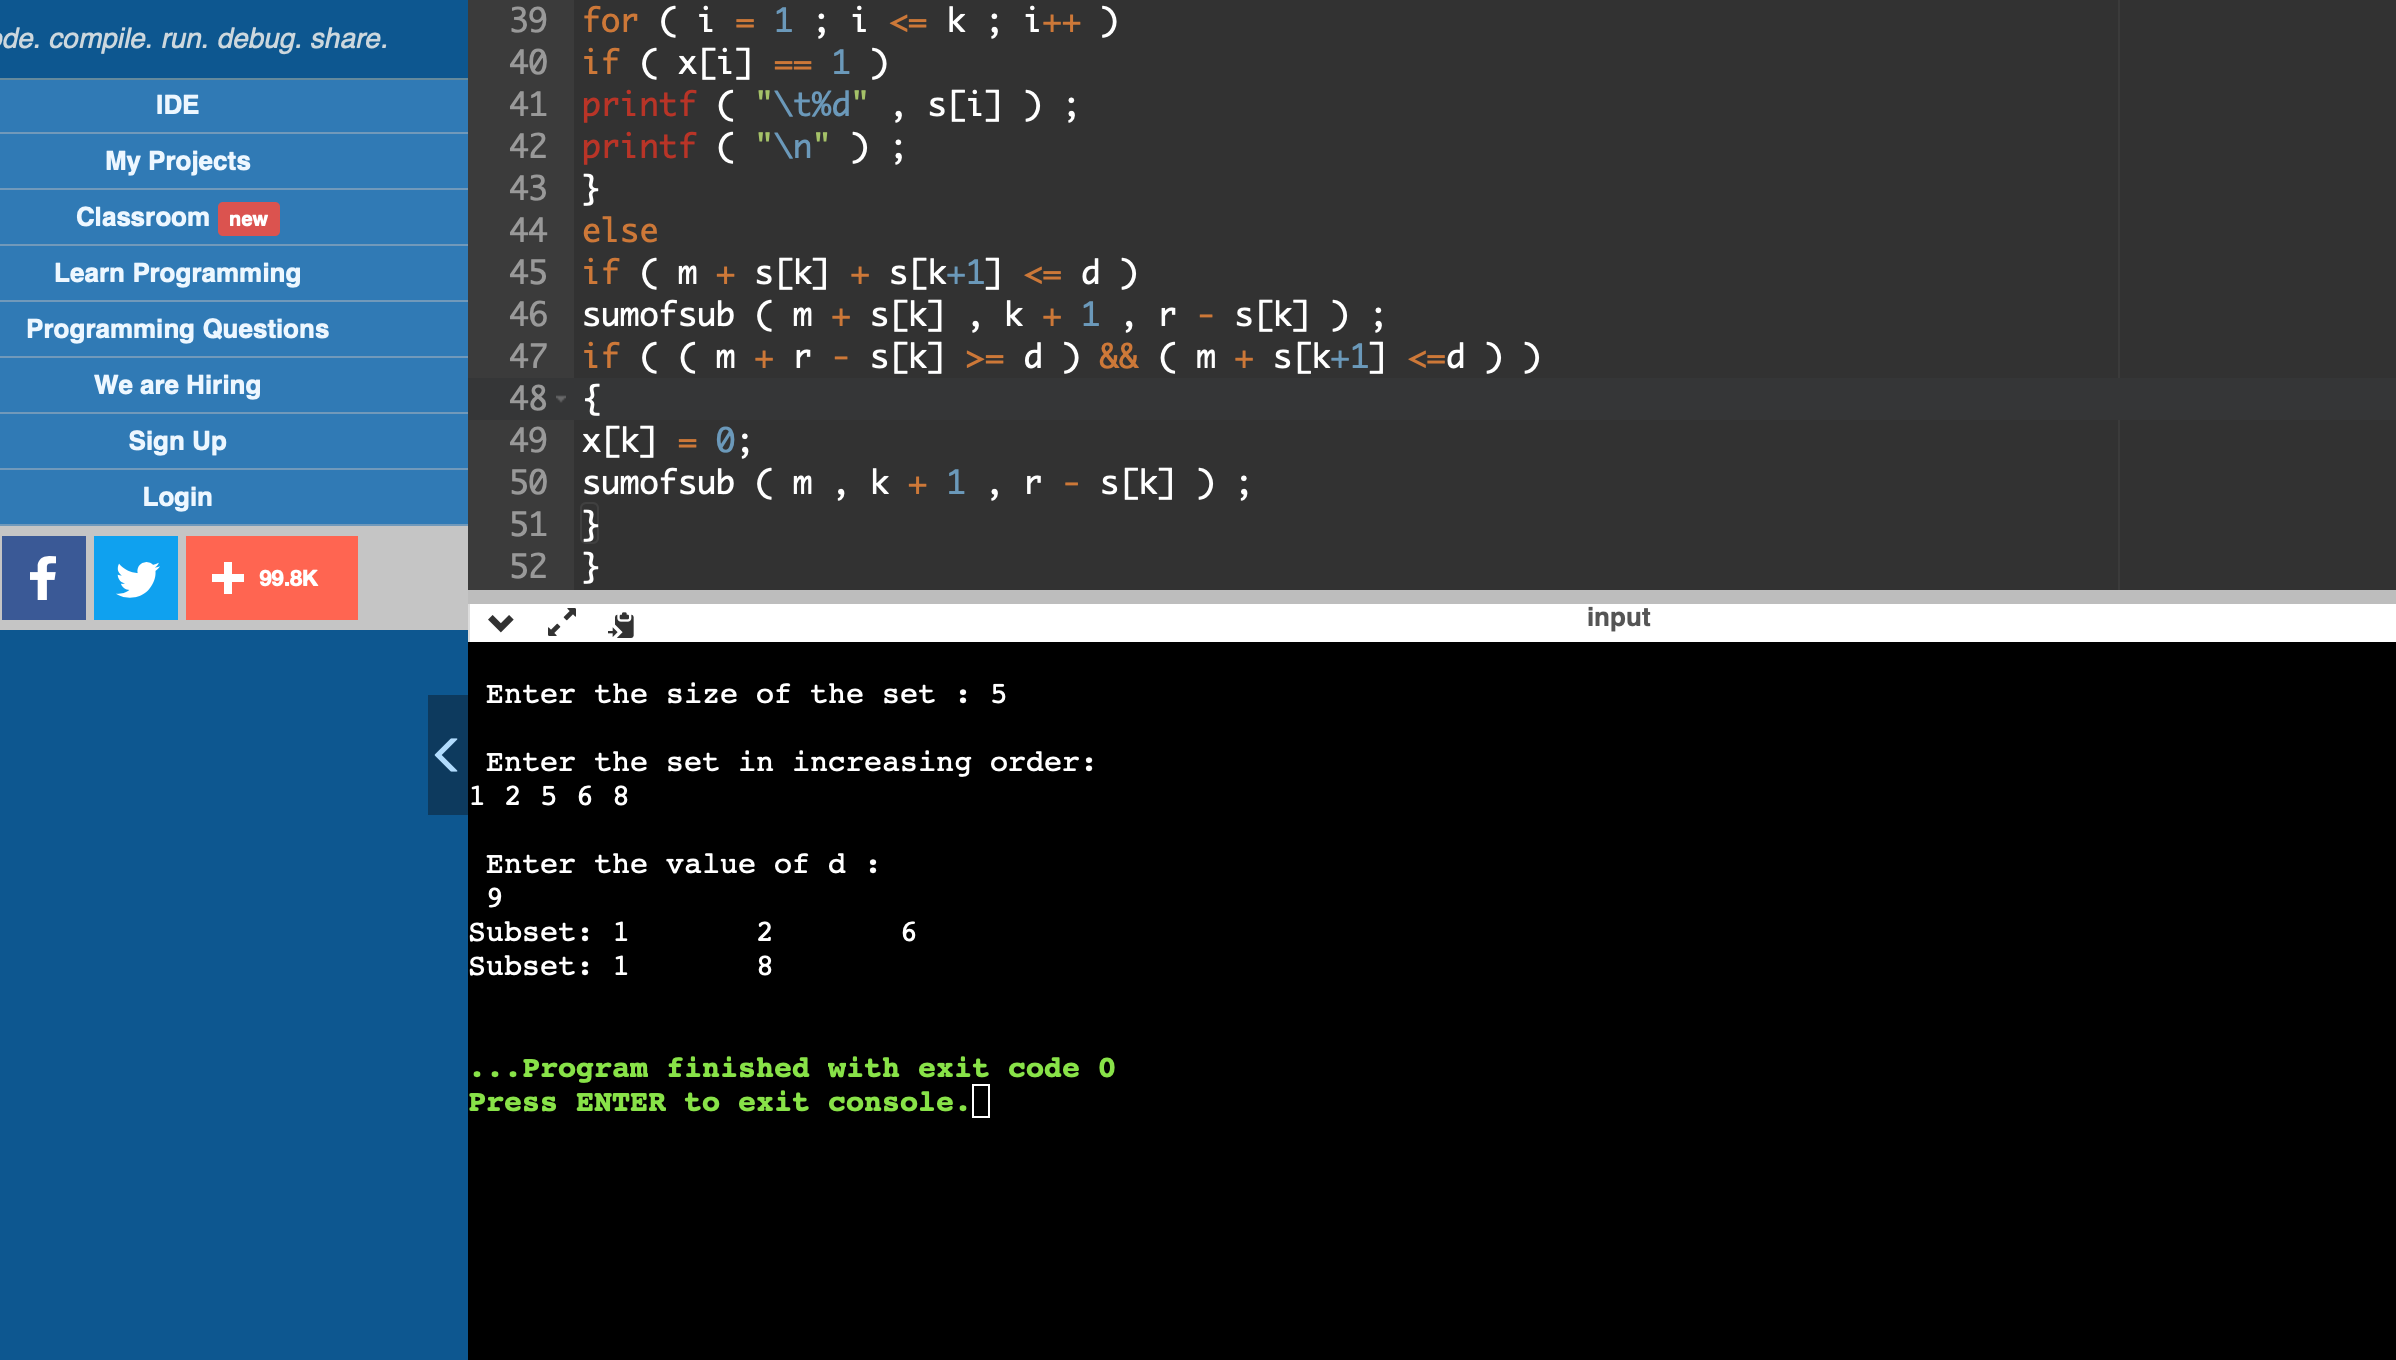 de. compile. run. debug. share.
IDE
My Projects
Classroom new
Learn Programming
Programming Questions
We are Hiring
Sign Up
Login
f
+ 99.8K
39 for ( i = 1 ; i <= k ; i++ )
40 if ( x[i] == 1 )
41 printf ( "\t%d" , s[i] ) ;
42 printf ( "\n" ) ;
43 }
44 else
45 if ( m + s[k] + s[k+1] <= d )
46 sumofsub ( m + s[k] , k + 1 , r - s[k] ) ;
47 if ( ( m + r - s[k] >= d ) && ( m + s[k+1] <=d ) )
48 {
49 x[k] = 0;
50 sumofsub ( m , k + 1 , r - s[k] ) ;
51 }
52 }
input
Enter the size of the set : 5
Enter the set in increasing order:
1 2 5 6 8
Enter the value of d :
9
Subset: 1 2 6
Subset: 1 8
...Program finished with exit code 0
Press ENTER to exit console.